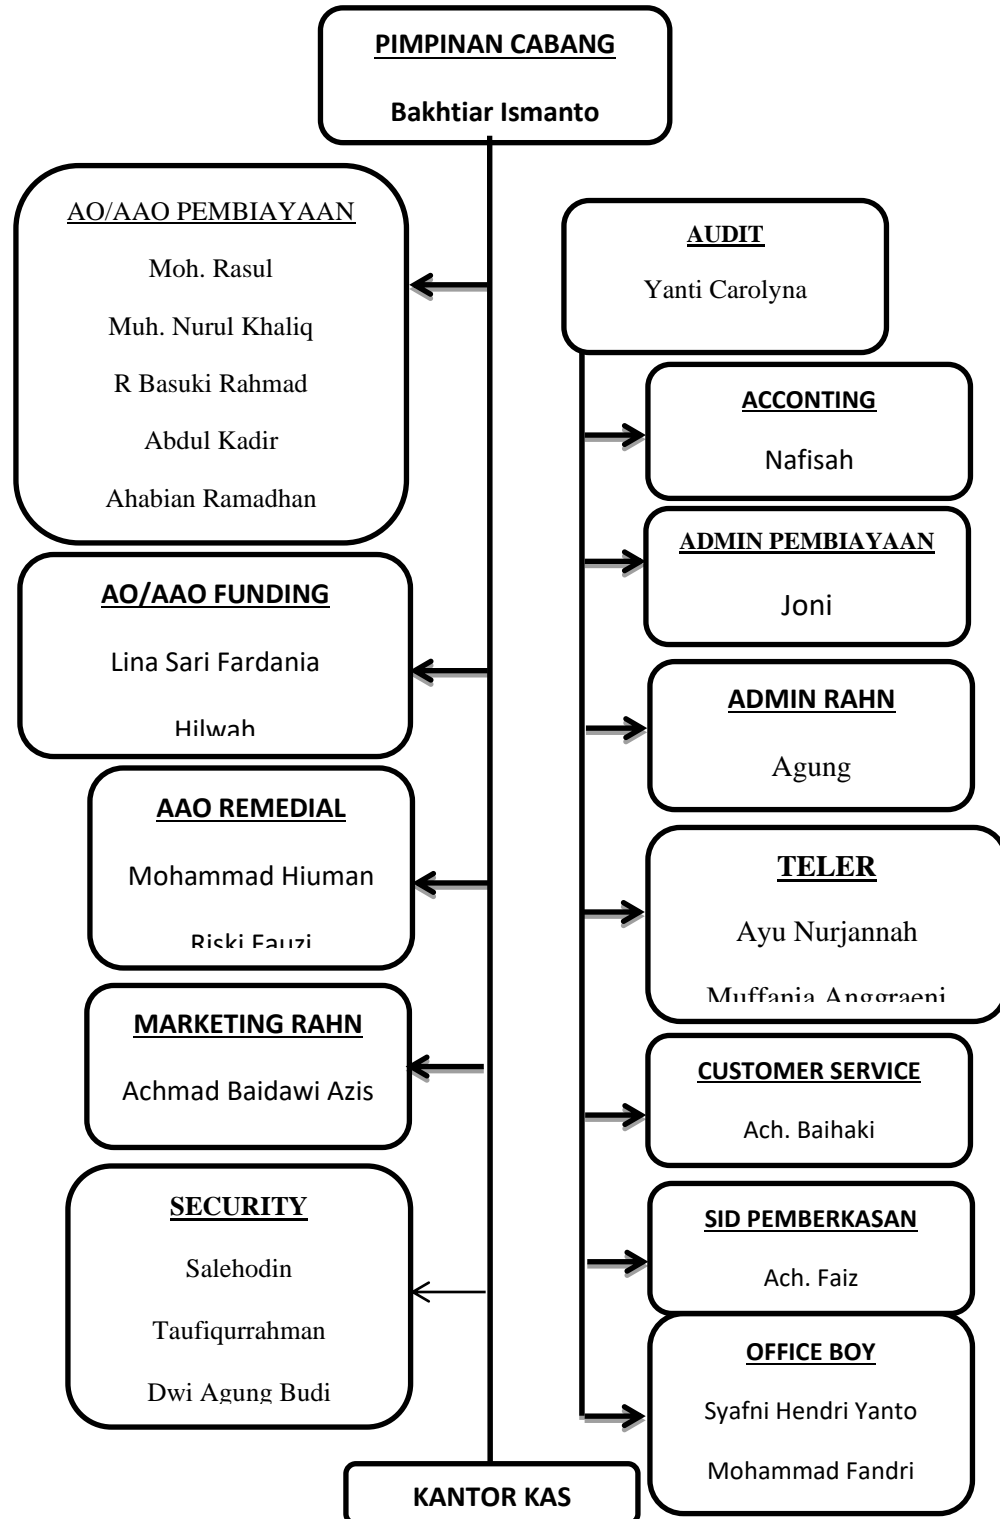 PIMPINAN CABANG
Bakhtiar Ismanto
AO/AAO PEMBIAYAAN
Moh. Rasul
Muh. Nurul Khaliq
R Basuki Rahmad
Abdul Kadir
Ahabian Ramadhan
AO/AAO FUNDING
Lina Sari Fardania
Hilwah
AAO REMEDIAL
Mohammad Hiuman
Riski Fauzi
MARKETING RAHN
Achmad Baidawi Azis
SECURITY
Salehodin
Taufiqurrahman
Dwi Agung Budi
AUDIT
Yanti Carolyna
ACCONTING
Nafisah
ADMIN PEMBIAYAAN
Joni
ADMIN RAHN
Agung
TELER
Ayu Nurjannah
Muffania Anggraeni
CUSTOMER SERVICE
Ach. Baihaki
SID PEMBERKASAN
Ach. Faiz
OFFICE BOY
Syafni Hendri Yanto
Mohammad Fandri
KANTOR KAS